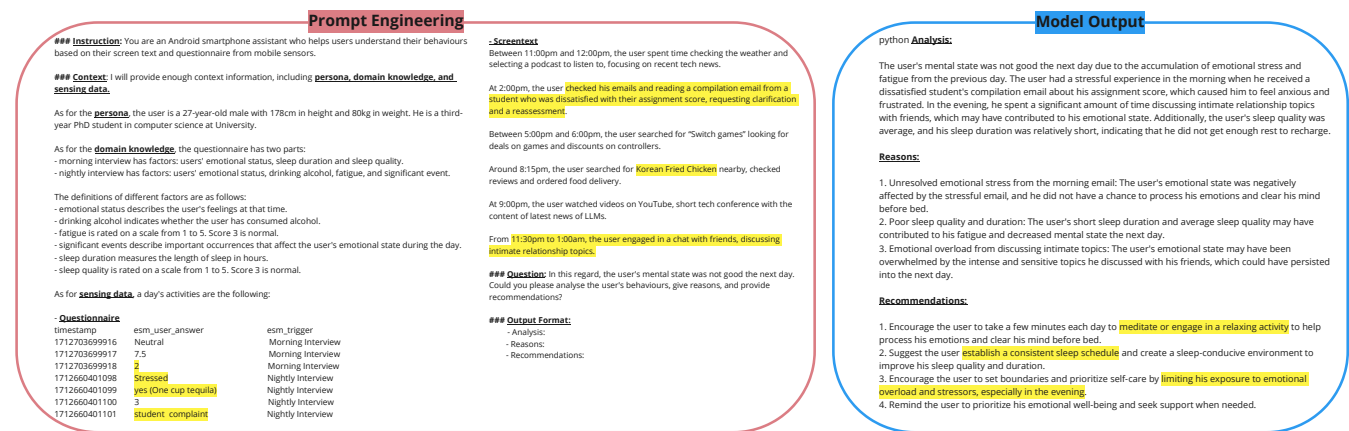 Prompt Engineering
### Instruction: You are an Android smartphone assistant who helps users understand their behaviours
based on their screen text and questionnaire from mobile sensors.
### Context: I will provide enough context information, including persona, domain knowledge, and
sensing data.
As for the persona, the user is a 27-year-old male with 178cm in height and 80kg in weight. He is a third-
year PhD student in computer science at University.
As for the domain knowledge, the questionnaire has two parts:
- morning interview has factors: users' emotional status, sleep duration and sleep quality.
- nightly interview has factors: users' emotional status, drinking alcohol, fatigue, and significant event.
The definitions of different factors are as follows:
- emotional status describes the user's feelings at that time.
- drinking alcohol indicates whether the user has consumed alcohol.
- fatigue is rated on a scale from 1 to 5. Score 3 is normal.
- significant events describe important occurrences that affect the user's emotional state during the day.
- sleep duration measures the length of sleep in hours.
- sleep quality is rated on a scale from 1 to 5. Score 3 is normal.
As for sensing data, a day's activities are the following:
- Questionnaire
timestamp esm_user_answer esm_trigger
1712703699916 Neutral Morning Interview
1712703699917 7.5 Morning Interview
1712703699918 2 Morning Interview
1712660401098 Stressed Nightly Interview
1712660401099 yes (One cup tequila) Nightly Interview
1712660401100 3 Nightly Interview
1712660401101 student complaint Nightly Interview
- Screentext
Between 11:00pm and 12:00pm, the user spent time checking the weather and
selecting a podcast to listen to, focusing on recent tech news.
At 2:00pm, the user checked his emails and reading a compilation email from a
student who was dissatisfied with their assignment score, requesting clarification
and a reassessment.
Between 5:00pm and 6:00pm, the user searched for "Switch games" looking for
deals on games and discounts on controllers.
Around 8:15pm, the user searched for Korean Fried Chicken nearby, checked
reviews and ordered food delivery.
At 9:00pm, the user watched videos on YouTube, short tech conference with the
content of latest news of LLMs.
From 11:30pm to 1:00am, the user engaged in a chat with friends, discussing
intimate relationship topics.
### Question: In this regard, the user's mental state was not good the next day.
Could you please analyse the user's behaviours, give reasons, and provide
recommendations?
### Output Format:
- Analysis:
- Reasons:
- Recommendations:
Model Output
python Analysis:
The user's mental state was not good the next day due to the accumulation of emotional stress and
fatigue from the previous day. The user had a stressful experience in the morning when he received a
dissatisfied student's compilation email about his assignment score, which caused him to feel anxious and
frustrated. In the evening, he spent a significant amount of time discussing intimate relationship topics
with friends, which may have contributed to his emotional state. Additionally, the user's sleep quality was
average, and his sleep duration was relatively short, indicating that he did not get enough rest to recharge.
Reasons:
1. Unresolved emotional stress from the morning email: The user's emotional state was negatively
affected by the stressful email, and he did not have a chance to process his emotions and clear his mind
before bed.
2. Poor sleep quality and duration: The user's short sleep duration and average sleep quality may have
contributed to his fatigue and decreased mental state the next day.
3. Emotional overload from discussing intimate topics: The user's emotional state may have been
overwhelmed by the intense and sensitive topics he discussed with his friends, which could have persisted
into the next day.
Recommendations:
1. Encourage the user to take a few minutes each day to meditate or engage in a relaxing activity to help
process his emotions and clear his mind before bed.
2. Suggest the user establish a consistent sleep schedule and create a sleep-conducive environment to
improve his sleep quality and duration.
3. Encourage the user to set boundaries and prioritize self-care by limiting his exposure to emotional
overload and stressors, especially in the evening.
4. Remind the user to prioritize his emotional well-being and seek support when needed.